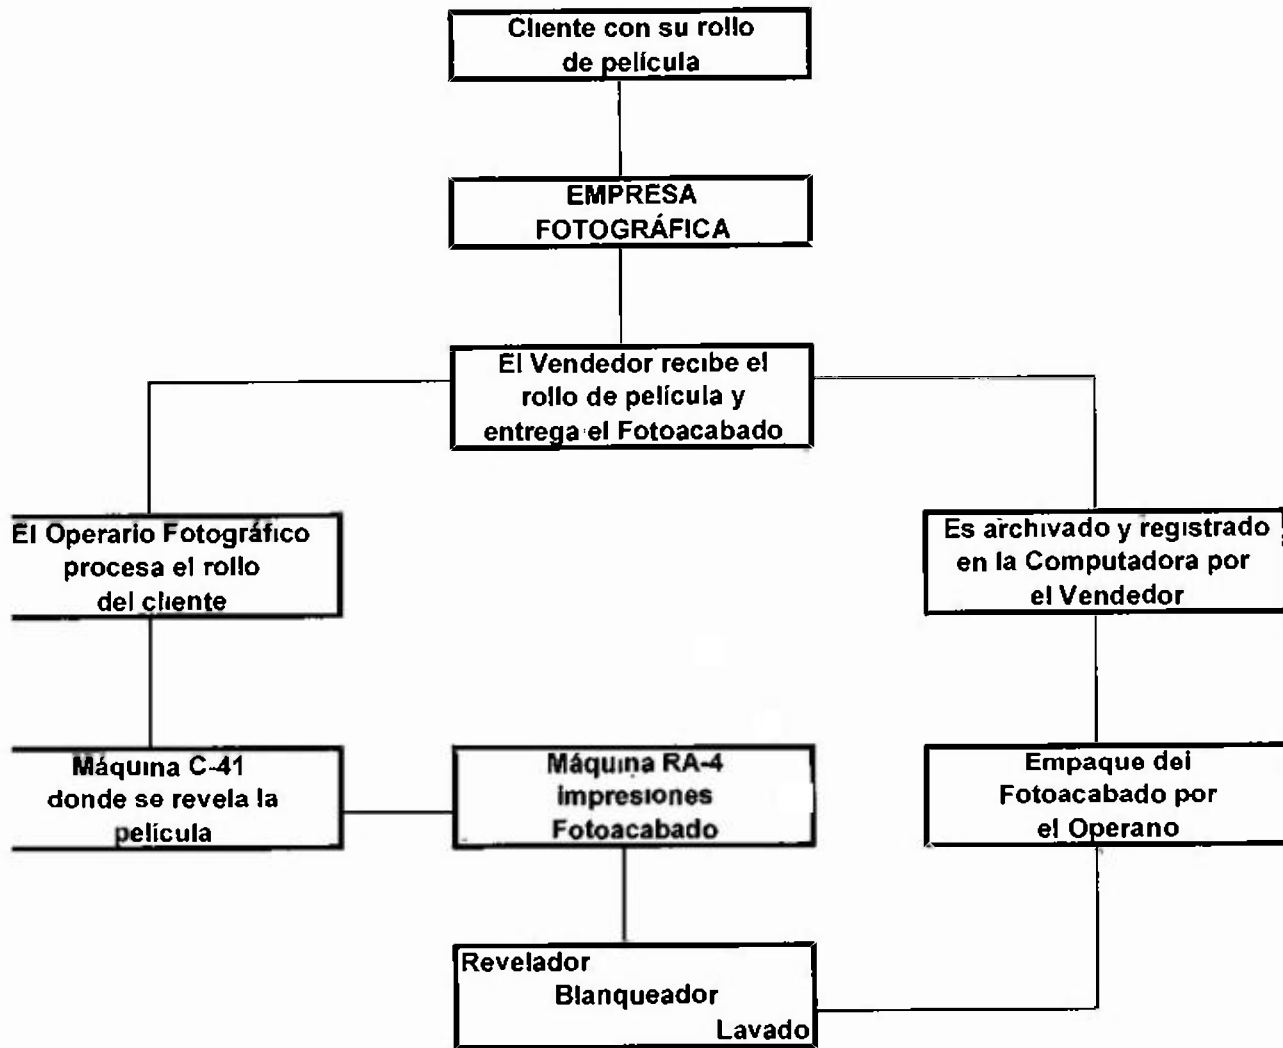 Cliente con su rollo
de película
EMPRESA
FOTOGRÁFICA
El Vendedor recibe el
rollo de película y
entrega el Fotoacabado
El Operario Fotográfico
procesa el rollo
del cliente
Es archivado y registrado
en la Computadora por
el Vendedor
Máquina C-41
donde se revela la
película
Máquina RA-4
impresiones
Fotoacabado
Empaque del
Fotoacabado por
el Operano
Revelador
Blanqueador
Lavado